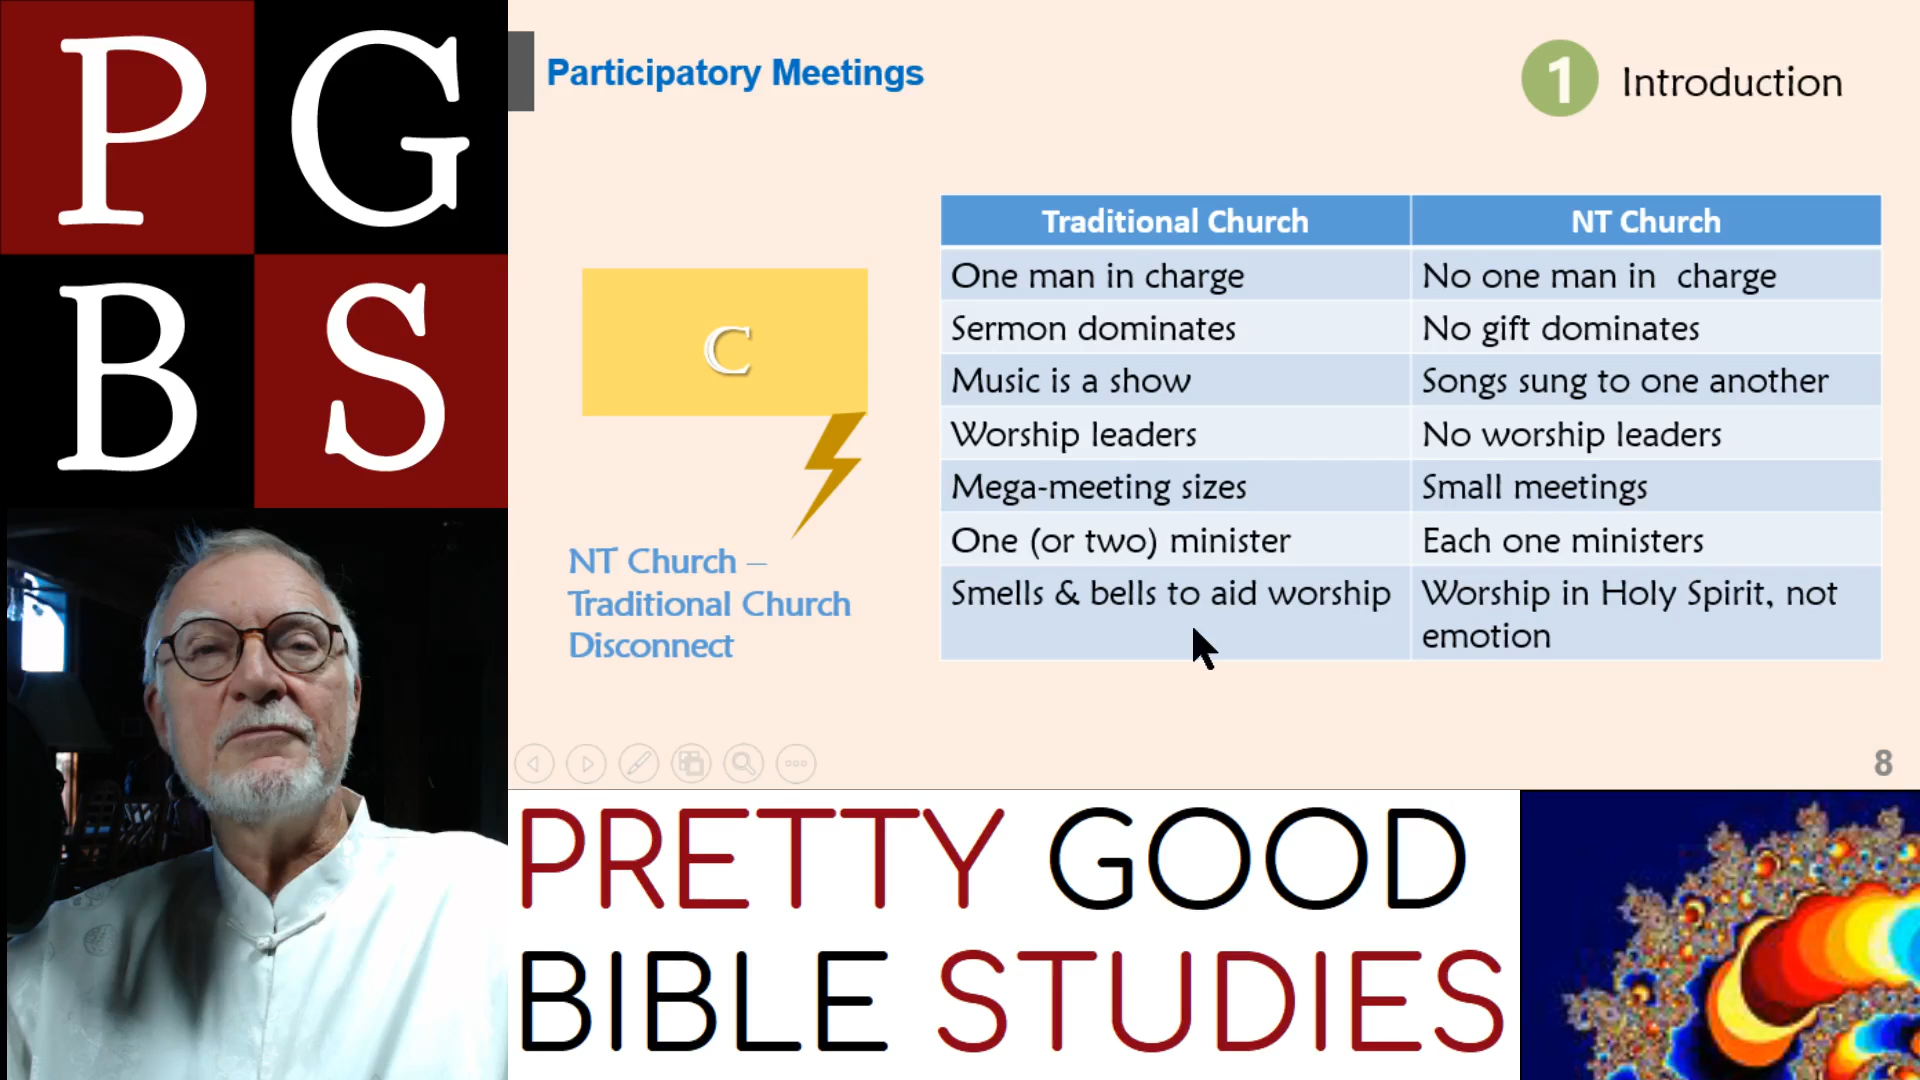 P G
B S
Participatory Meetings
1 Introduction
C
NT Church –
Traditional Church
Disconnect
Traditional Church NT Church
One man in charge No one man in  charge
Sermon dominates No gift dominates
Music is a show Songs sung to one another
Worship leaders No worship leaders
Mega-meeting sizes Small meetings
One (or two) minister Each one ministers
Smells & bells to aid worship Worship in Holy Spirit, not
emotion
8
PRETTY GOOD
BIBLE STUDIES